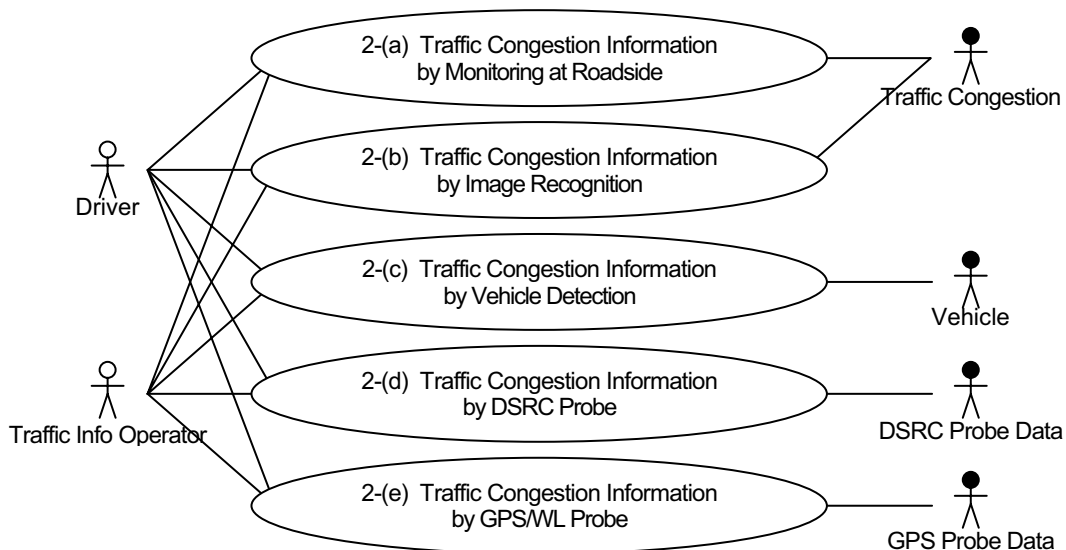 2-(a) Traffic Congestion Information
by Monitoring at Roadside
Traffic Congestion
2-(b) Traffic Congestion Information
by Image Recognition
Driver
2-(c) Traffic Congestion Information
by Vehicle Detection
Vehicle
2-(d) Traffic Congestion Information
by DSRC Probe
Traffic Info Operator
DSRC Probe Data
2-(e) Traffic Congestion Information
by GPS/WL Probe
GPS Probe Data